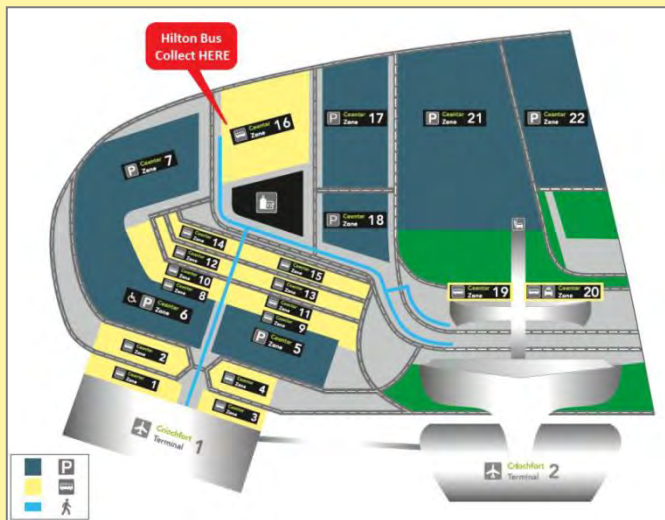 Hilton Bus
Collect HERE
Ceantar
Zone 16
Ceantar
Zone 17
Ceantar
Zone 21
Ceantar
Zone 22
Ceantar
Zone 7
Ceantar
Zone 18
Ceantar
Zone 14
Ceantar
Zone 12
Ceantar
Zone 10
Ceantar
Zone 8
Ceantar
Zone 15
Ceantar
Zone 13
Ceantar
Zone 11
Ceantar
Zone 9
Ceantar
Zone 19
Ceantar
Zone 20
P Ceantar
Zone 6
P Ceantar
Zone 5
Ceantar
Zone 2
Ceantar
Zone 1
Ceantar
Zone 4
Ceantar
Zone 3
Críochfort
Terminal 1
Críochfort
Terminal 2
P